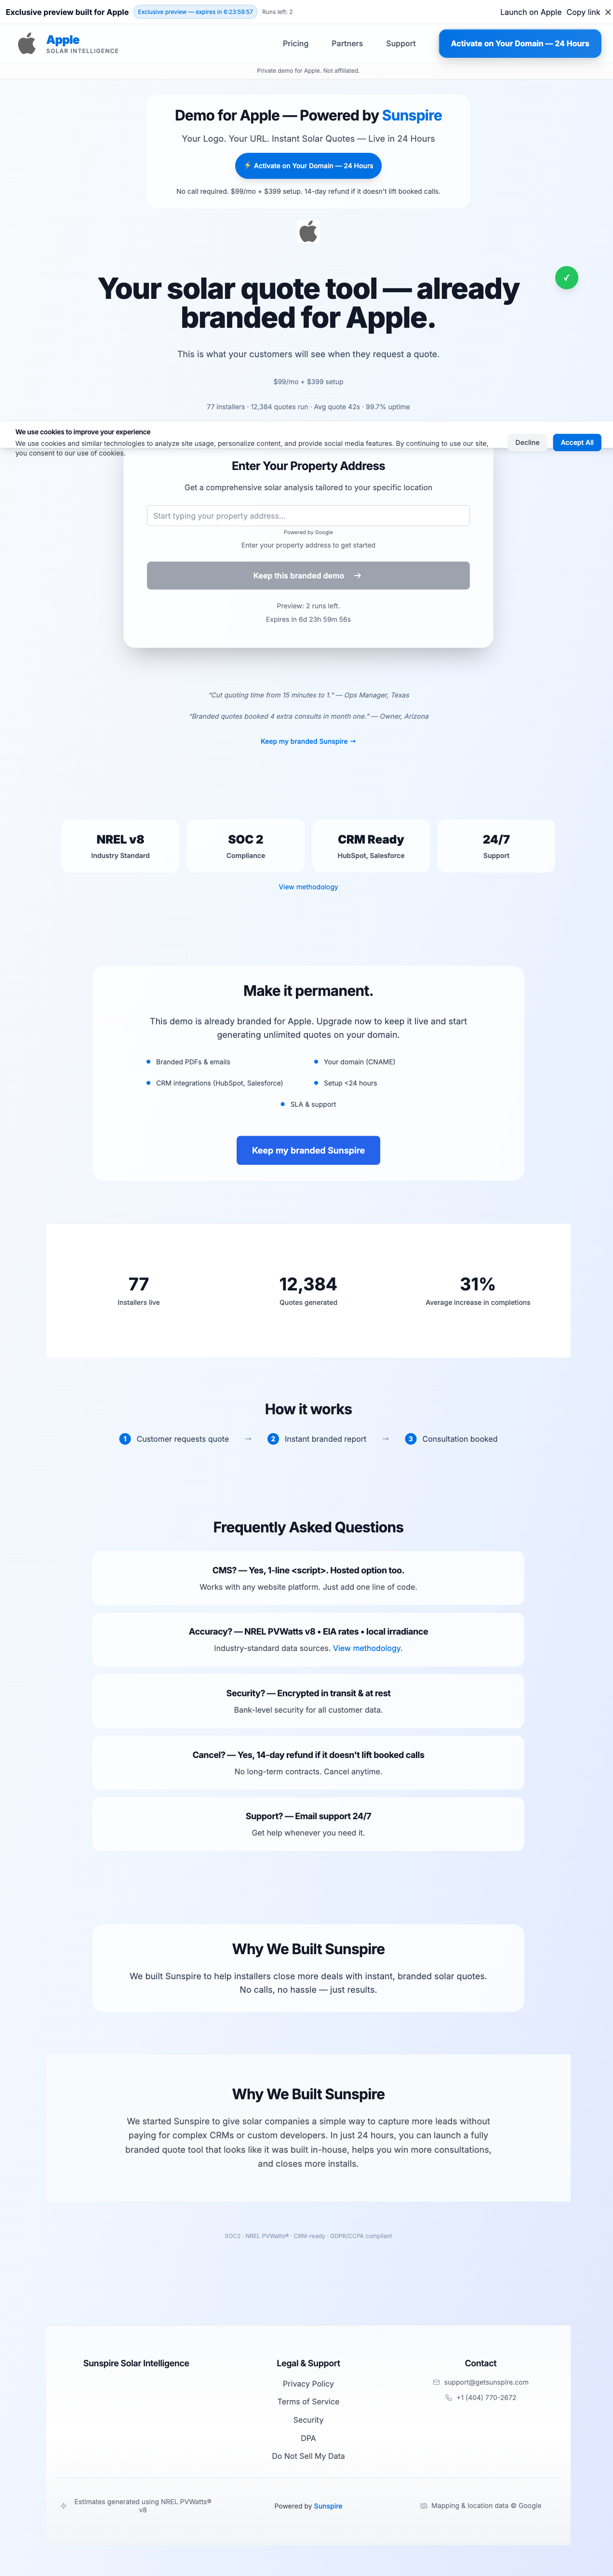 Exclusive preview built for Apple
Exclusive preview — expires in 6:23:59:57
Runs left: 2
Launch on Apple
Copy link
Apple
SOLAR INTELLIGENCE
Pricing
Partners
Support
Activate on Your Domain — 24 Hours
Private demo for Apple. Not affiliated.
Demo for Apple — Powered by Sunspire
Your Logo. Your URL. Instant Solar Quotes — Live in 24 Hours
⚡ Activate on Your Domain — 24 Hours
No call required. $99/mo + $399 setup. 14-day refund if it doesn't lift booked calls.
Your solar quote tool — already
branded for Apple.
✓
This is what your customers will see when they request a quote.
$99/mo + $399 setup
77 installers · 12,384 quotes run · Avg quote 42s · 99.7% uptime
We use cookies to improve your experience
We use cookies and similar technologies to analyze site usage, personalize content, and provide social media features. By continuing to use our site,
you consent to our use of cookies.
Decline
Accept All
Enter Your Property Address
Get a comprehensive solar analysis tailored to your specific location
Start typing your property address...
Powered by Google
Enter your property address to get started
Keep this branded demo →
Preview: 2 runs left.
Expires in 6d 23h 59m 56s
"Cut quoting time from 15 minutes to 1." — Ops Manager, Texas
"Branded quotes booked 4 extra consults in month one." — Owner, Arizona
Keep my branded Sunspire →
NREL v8
Industry Standard
SOC 2
Compliance
CRM Ready
HubSpot, Salesforce
24/7
Support
View methodology
Make it permanent.
This demo is already branded for Apple. Upgrade now to keep it live and start
generating unlimited quotes on your domain.
Branded PDFs & emails
Your domain (CNAME)
CRM integrations (HubSpot, Salesforce)
Setup <24 hours
SLA & support
Keep my branded Sunspire
77
Installers live
12,384
Quotes generated
31%
Average increase in completions
How it works
1 Customer requests quote → 2 Instant branded report → 3 Consultation booked
Frequently Asked Questions
CMS? — Yes, 1-line <script>. Hosted option too.
Works with any website platform. Just add one line of code.
Accuracy? — NREL PVWatts v8 • EIA rates • local irradiance
Industry-standard data sources. View methodology.
Security? — Encrypted in transit & at rest
Bank-level security for all customer data.
Cancel? — Yes, 14-day refund if it doesn't lift booked calls
No long-term contracts. Cancel anytime.
Support? — Email support 24/7
Get help whenever you need it.
Why We Built Sunspire
We built Sunspire to help installers close more deals with instant, branded solar quotes.
No calls, no hassle — just results.
Why We Built Sunspire
We started Sunspire to give solar companies a simple way to capture more leads without
paying for complex CRMs or custom developers. In just 24 hours, you can launch a fully
branded quote tool that looks like it was built in-house, helps you win more consultations,
and closes more installs.
SOC2 · NREL PVWatts® · CRM-ready · GDPR/CCPA compliant
Sunspire Solar Intelligence
Legal & Support
Privacy Policy
Terms of Service
Security
DPA
Do Not Sell My Data
Contact
support@getsunspire.com
+1 (404) 770-2672
Estimates generated using NREL PVWatts®
v8
Powered by Sunspire
Mapping & location data © Google